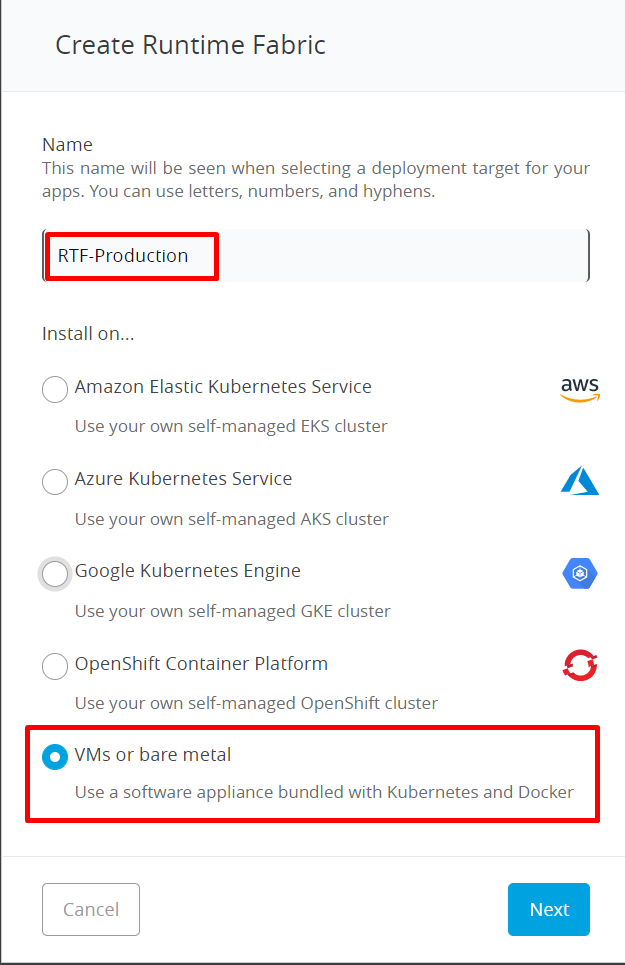 Create Runtime Fabric
Name
This name will be seen when selecting a deployment target for your
apps. You can use letters, numbers, and hyphens.
RTF-Production
Install on...
Amazon Elastic Kubernetes Service
aws
Use your own self-managed EKS cluster
Azure Kubernetes Service
Use your own self-managed AKS cluster
Google Kubernetes Engine
Use your own self-managed GKE cluster
OpenShift Container Platform
Use your own self-managed OpenShift cluster
VMs or bare metal
Use a software appliance bundled with Kubernetes and Docker
Cancel
Next